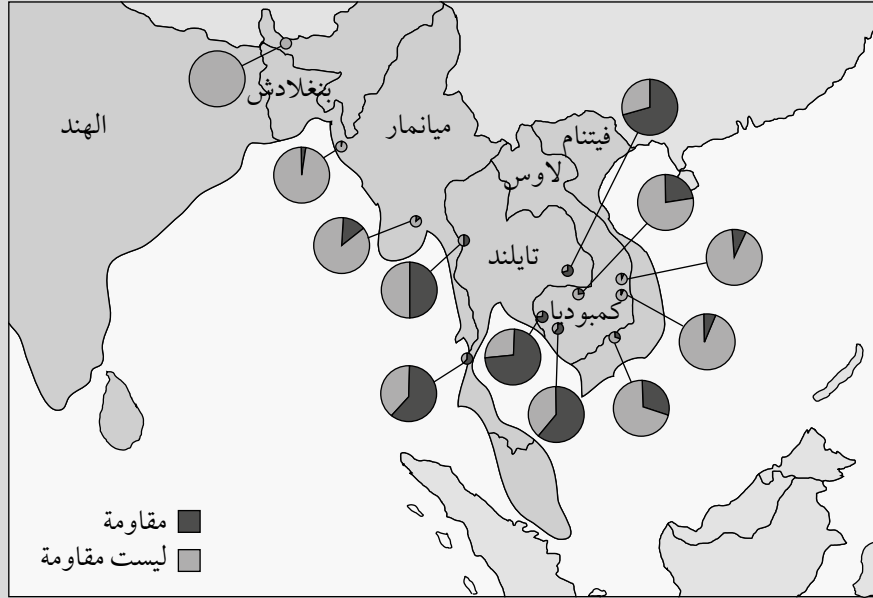 الهند
بنغلادش
ميانمار
فيتنام
لاوس
تايلند
كمبوديا
مقاومة
ليست مقاومة